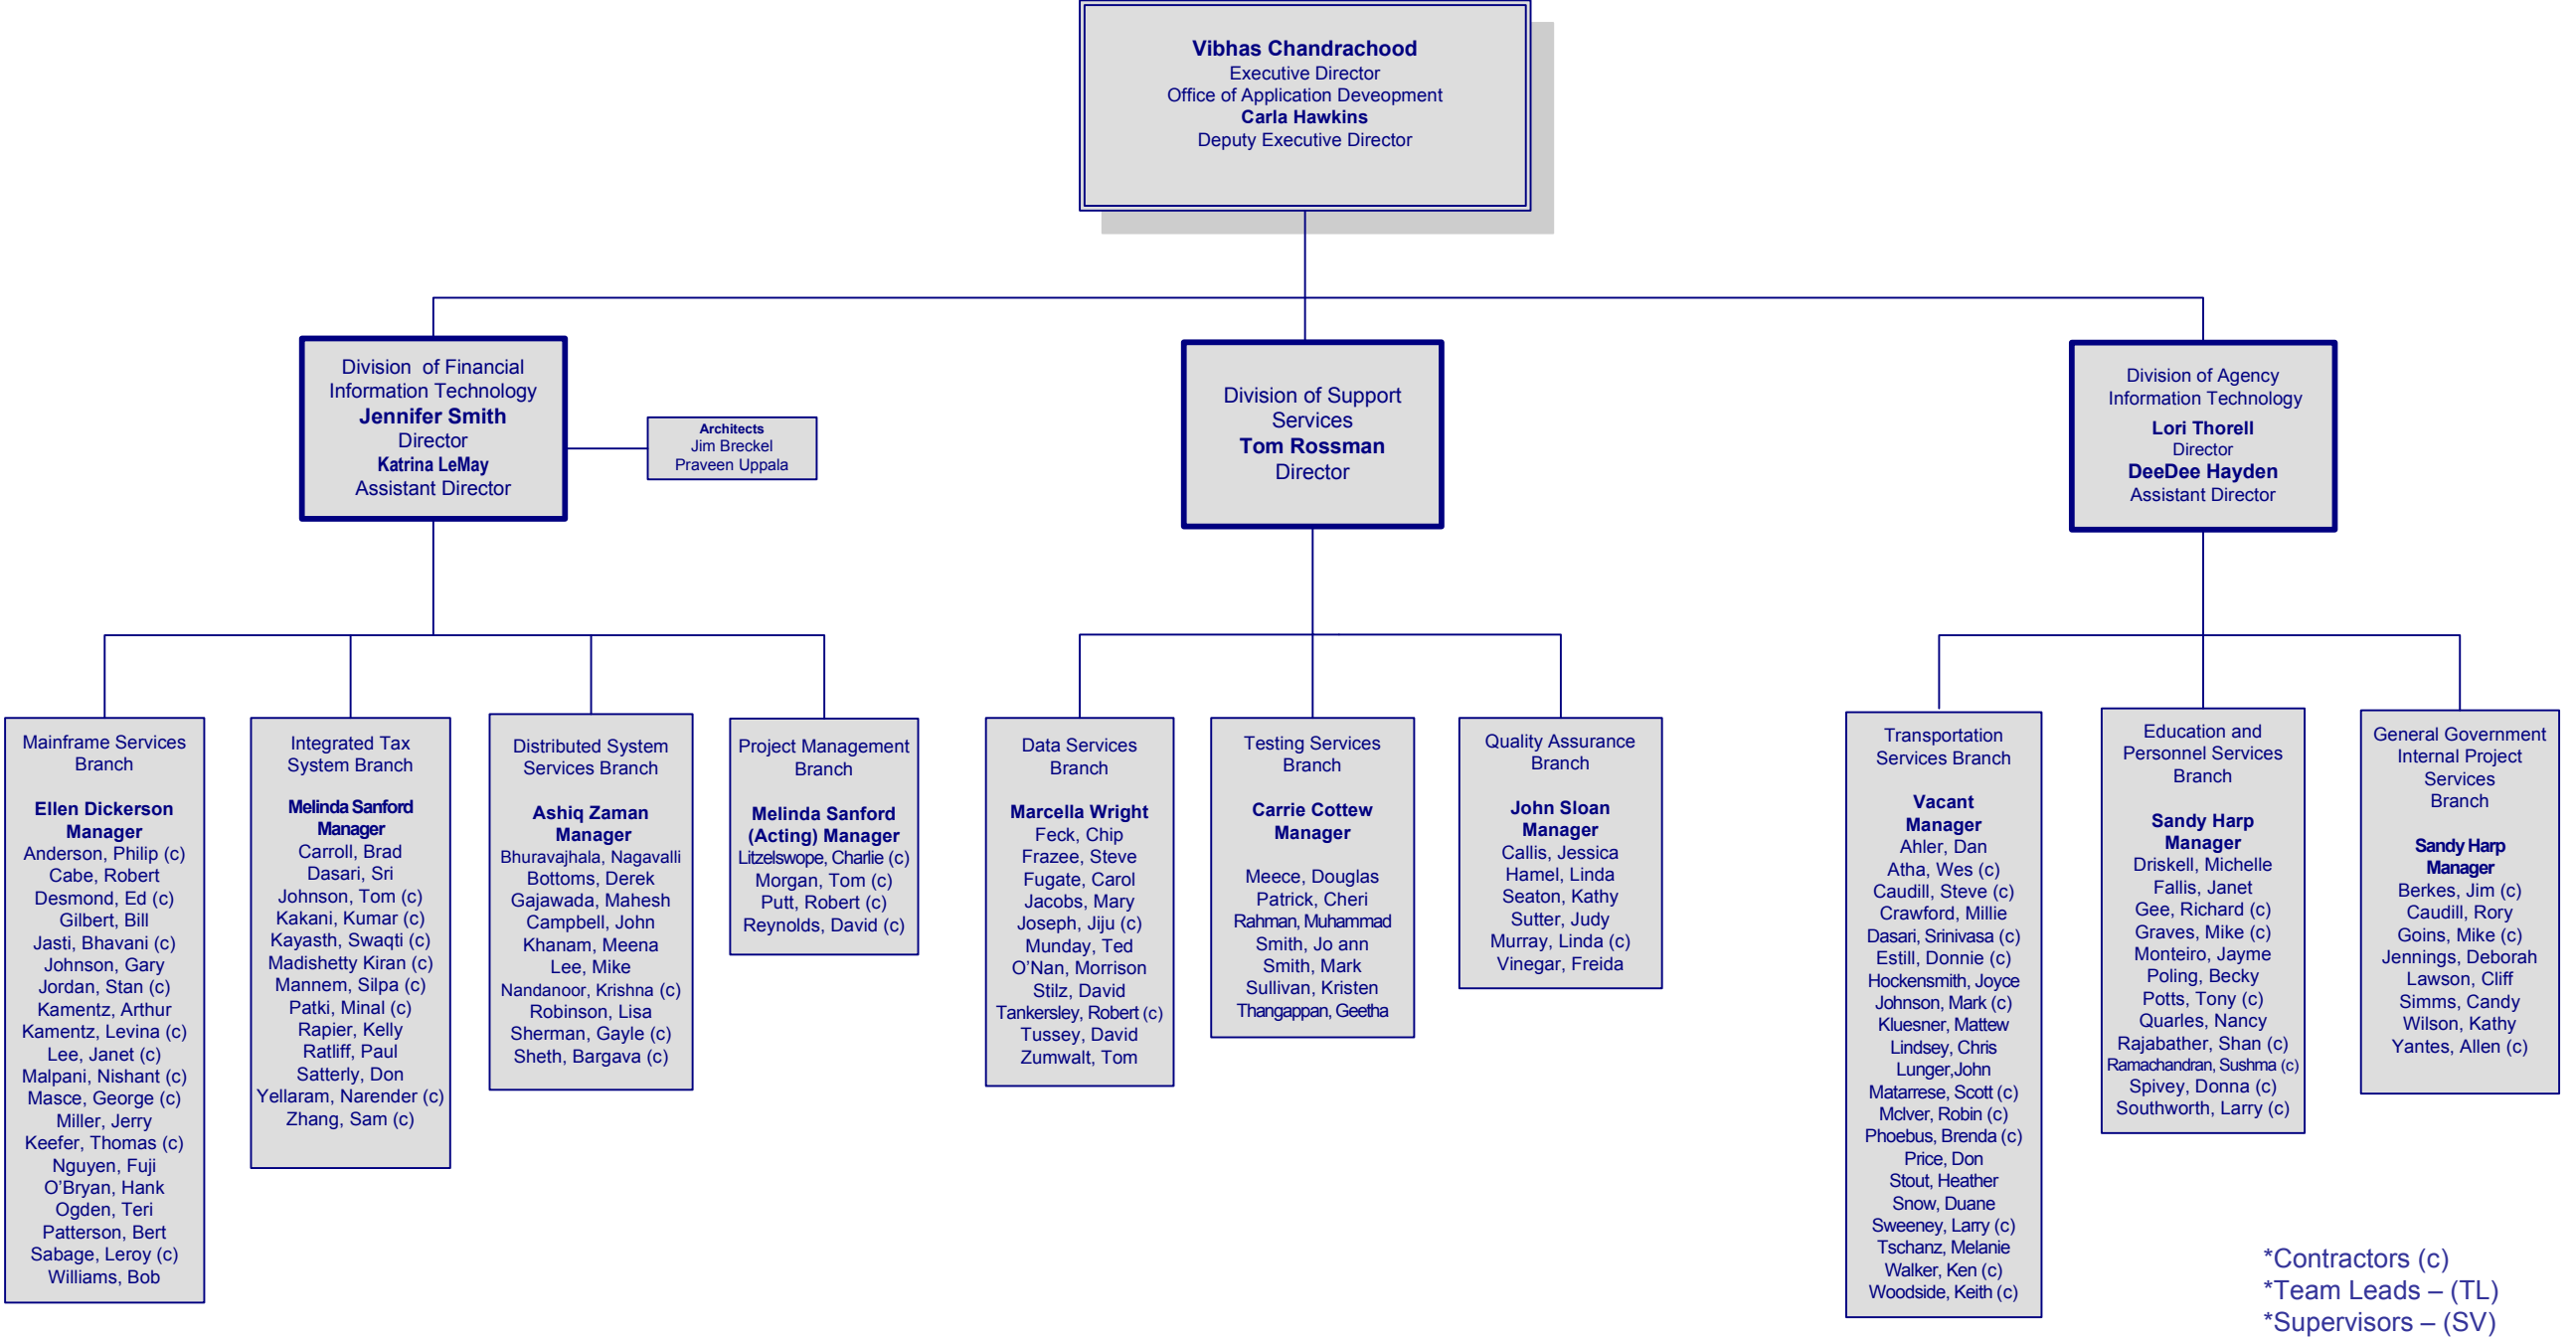 Vibhas Chandrachood
Executive Director
Office of Application Deveopment
Carla Hawkins
Deputy Executive Director
Division of Financial
Information Technology
Jennifer Smith
Director
Katrina LeMay
Assistant Director
Architects
Jim Breckel
Praveen Uppala
Division of Support
Services
Tom Rossman
Director
Division of Agency
Information Technology
Lori Thorell
Director
DeeDee Hayden
Assistant Director
Mainframe Services
Branch
Ellen Dickerson
Manager
Anderson, Philip (c)
Cabe, Robert
Desmond, Ed (c)
Gilbert, Bill
Jasti, Bhavani (c)
Johnson, Gary
Jordan, Stan (c)
Kamentz, Arthur
Kamentz, Levina (c)
Lee, Janet (c)
Malpani, Nishant (c)
Masce, George (c)
Miller, Jerry
Keefer, Thomas (c)
Nguyen, Fuji
O'Bryan, Hank
Ogden, Teri
Patterson, Bert
Sabage, Leroy (c)
Williams, Bob
Integrated Tax
System Branch
Melinda Sanford
Manager
Carroll, Brad
Dasari, Sri
Johnson, Tom (c)
Kakani, Kumar (c)
Kayasth, Swaqti (c)
Madishetty Kiran (c)
Mannem, Silpa (c)
Patki, Minal (c)
Rapier, Kelly
Ratliff, Paul
Satterly, Don
Yellaram, Narender (c)
Zhang, Sam (c)
Distributed System
Services Branch
Ashiq Zaman
Manager
Bhuravajhala, Nagavalli
Bottoms, Derek
Gajawada, Mahesh
Campbell, John
Khanam, Meena
Lee, Mike
Nandanoor, Krishna (c)
Robinson, Lisa
Sherman, Gayle (c)
Sheth, Bargava (c)
Project Management
Branch
Melinda Sanford
(Acting) Manager
Litzelswope, Charlie (c)
Morgan, Tom (c)
Putt, Robert (c)
Reynolds, David (c)
Data Services
Branch
Marcella Wright
Feck, Chip
Frazee, Steve
Fugate, Carol
Jacobs, Mary
Joseph, Jiju (c)
Munday, Ted
O'Nan, Morrison
Stilz, David
Tankersley, Robert (c)
Tussey, David
Zumwalt, Tom
Testing Services
Branch
Carrie Cottew
Manager
Meece, Douglas
Patrick, Cheri
Rahman, Muhammad
Smith, Jo ann
Smith, Mark
Sullivan, Kristen
Thangappan, Geetha
Quality Assurance
Branch
John Sloan
Manager
Callis, Jessica
Hamel, Linda
Seaton, Kathy
Sutter, Judy
Murray, Linda (c)
Vinegar, Freida
Transportation
Services Branch
Vacant
Manager
Ahler, Dan
Atha, Wes (c)
Caudill, Steve (c)
Crawford, Millie
Dasari, Srinivasa (c)
Estill, Donnie (c)
Hockensmith, Joyce
Johnson, Mark (c)
Kluesner, Mattew
Lindsey, Chris
Lunger,John
Matarrese, Scott (c)
McIver, Robin (c)
Phoebus, Brenda (c)
Price, Don
Stout, Heather
Snow, Duane
Sweeney, Larry (c)
Tschanz, Melanie
Walker, Ken (c)
Woodside, Keith (c)
Education and
Personnel Services
Branch
Sandy Harp
Manager
Driskell, Michelle
Fallis, Janet
Gee, Richard (c)
Graves, Mike (c)
Monteiro, Jayme
Poling, Becky
Potts, Tony (c)
Quarles, Nancy
Rajabather, Shan (c)
Ramachandran, Sushma (c)
Spivey, Donna (c)
Southworth, Larry (c)
General Government
Internal Project
Services
Branch
Sandy Harp
Manager
Berkes, Jim (c)
Caudill, Rory
Goins, Mike (c)
Jennings, Deborah
Lawson, Cliff
Simms, Candy
Wilson, Kathy
Yantes, Allen (c)
*Contractors (c)
*Team Leads – (TL)
*Supervisors – (SV)